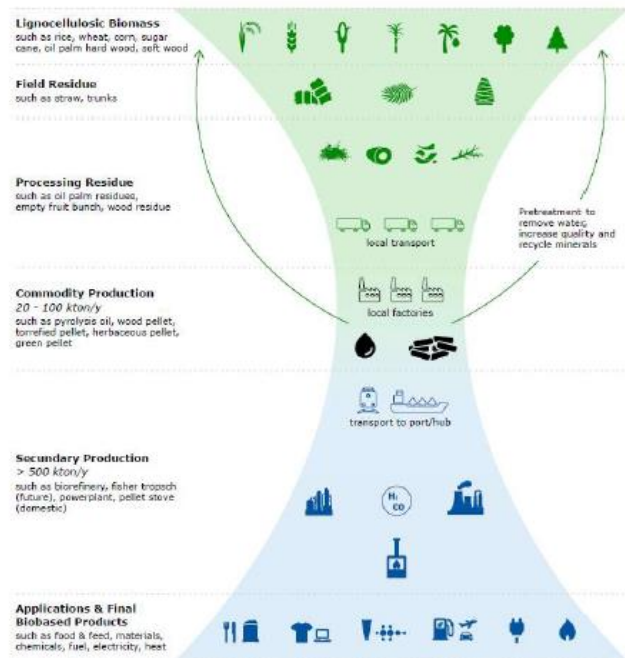 Lignocellulosic Biomass
such as rice, wheat, corn, sugar
cane, oil palm hard wood, soft wood
Field Residue
such as straw, trunks
Processing Residue
such as oil palm residues,
empty fruit bunch, wood residue
local transport
Pretreatment to
remove water,
increase quality and
recycle minerals
Commodity Production
20 - 100 kton/y
such as pyrolysis oil, wood pellet,
torrefied pellet, herbaceous pellet,
green pellet
local factories
transport to port/hub
Secundary Production
> 500 kton/y
such as biorefinery, fisher tropsch
(future), powerplant, pellet stove
(domestic)
H₂
CO
Applications & Final
Biobased Products
such as food & feed, materials,
chemicals, fuel, electricity, heat